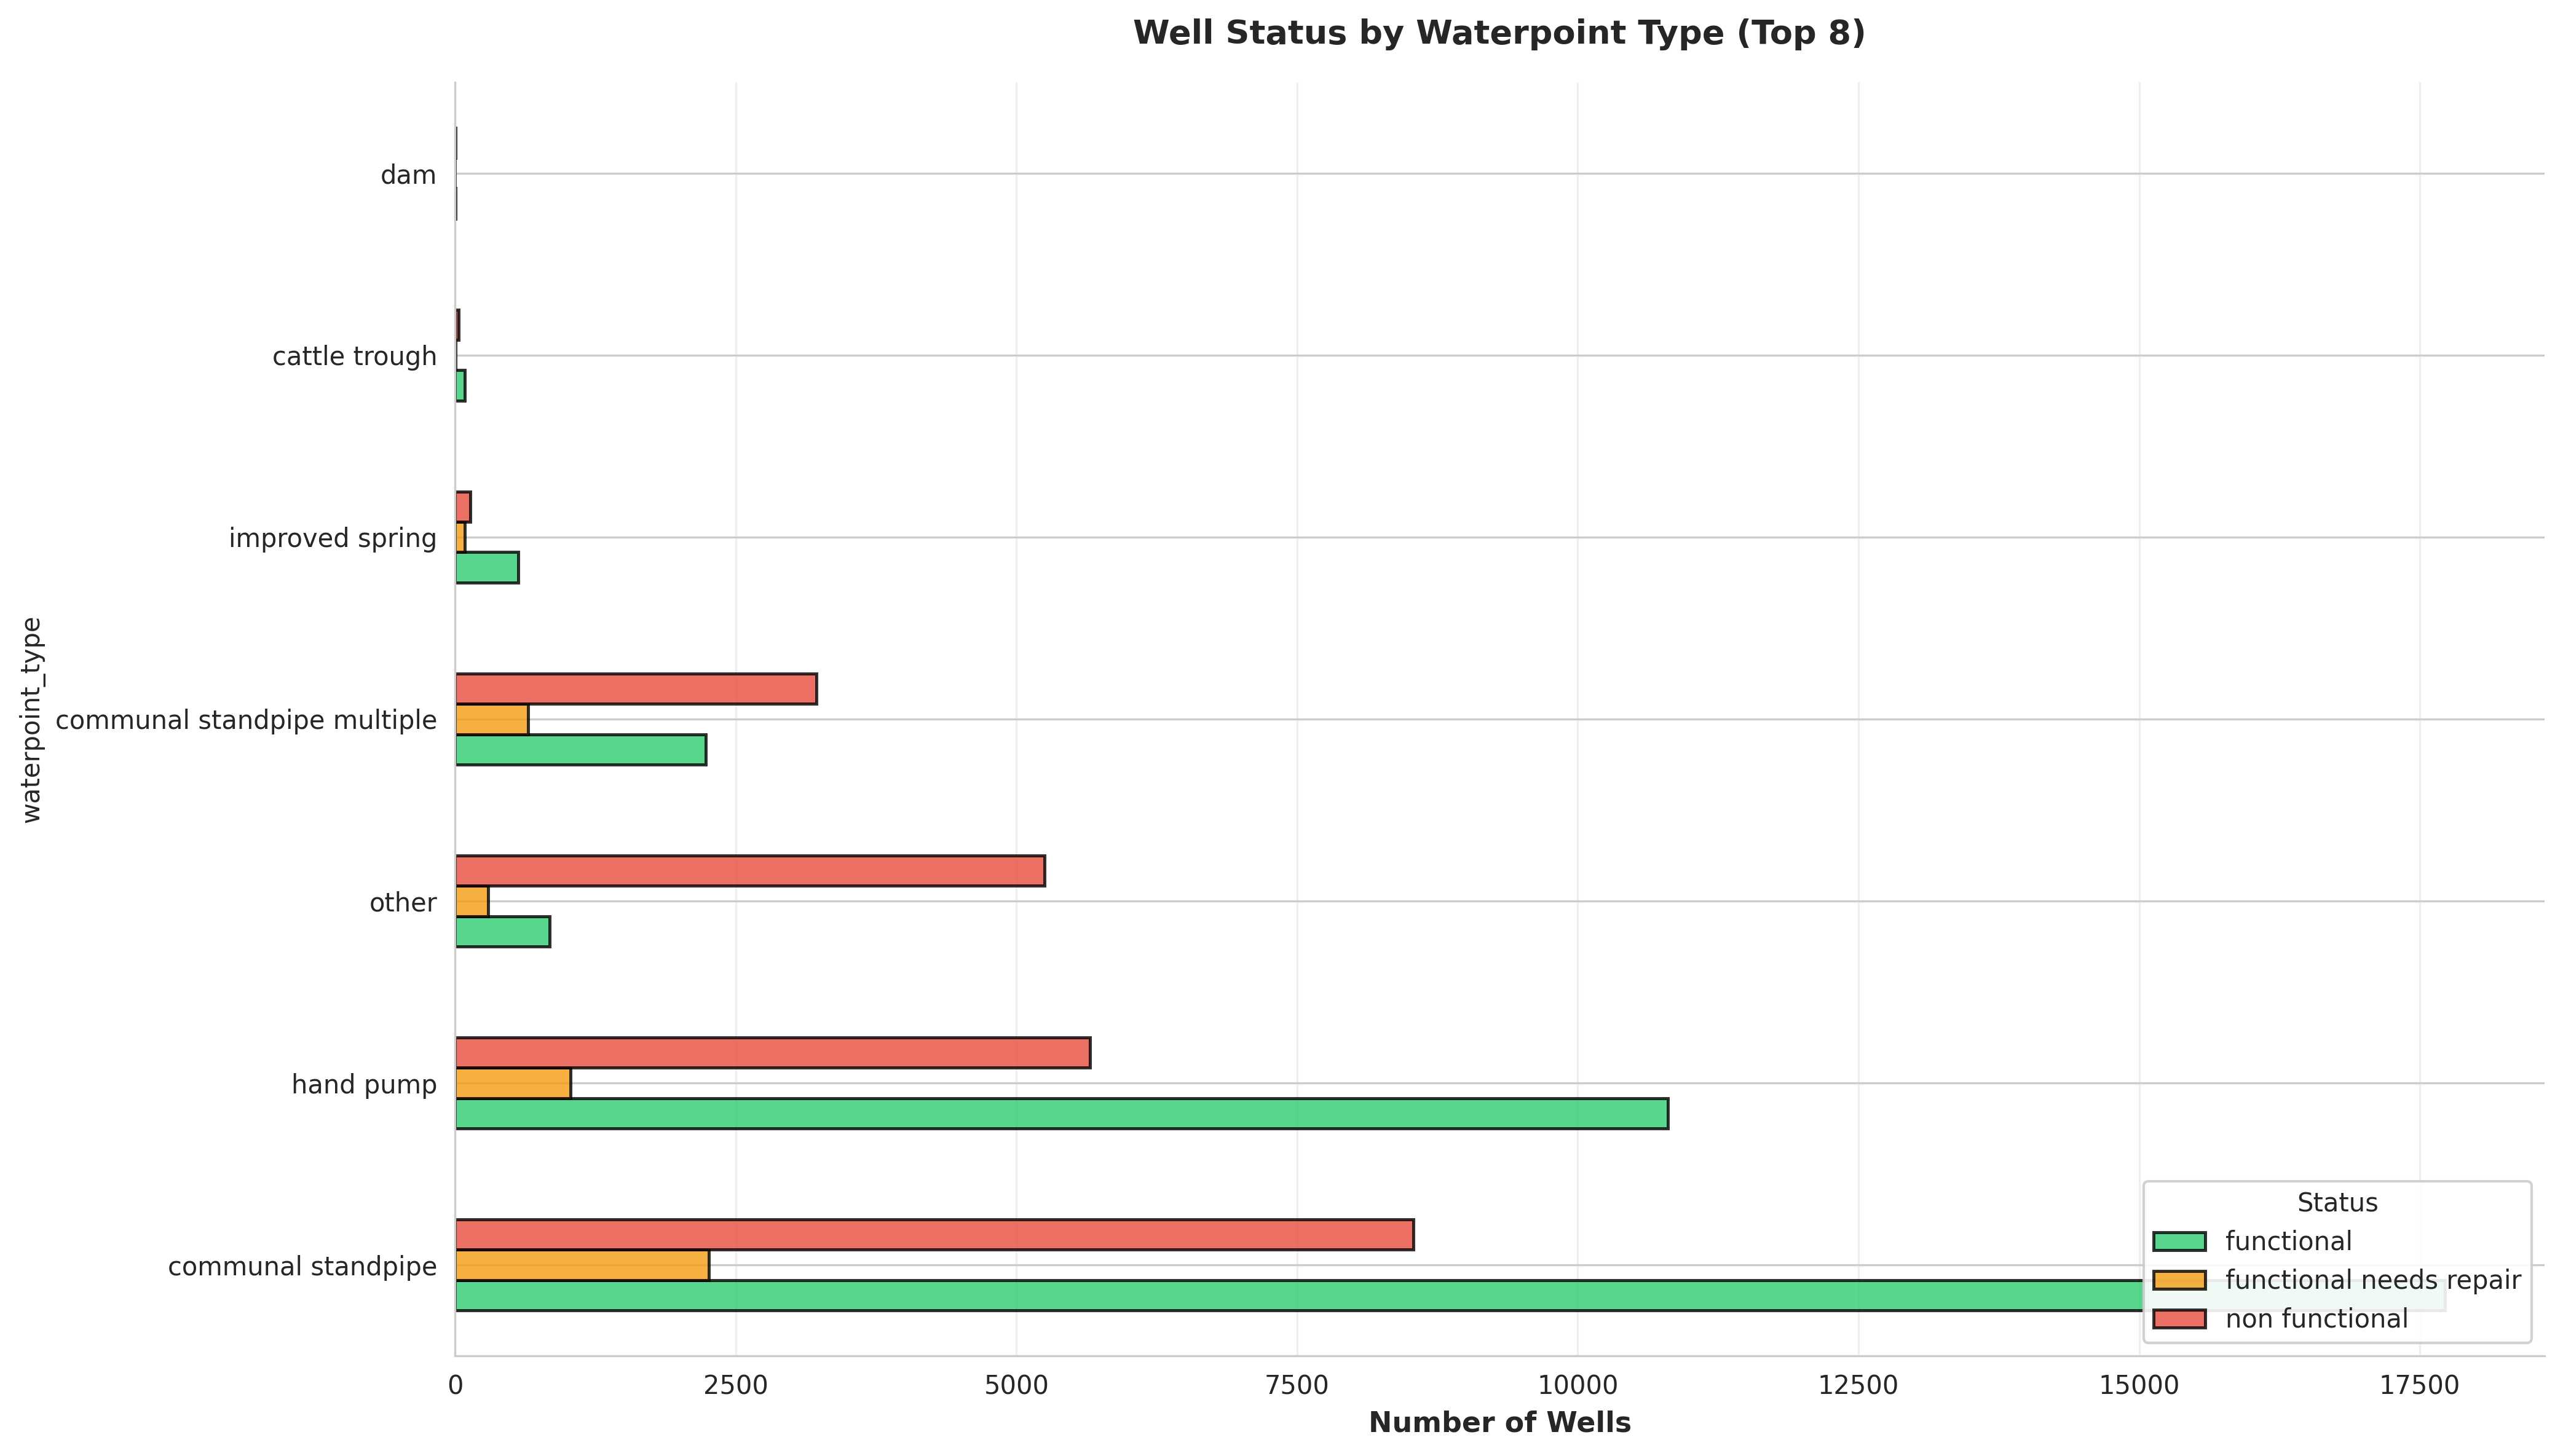 Well Status by Waterpoint Type (Top 8)
waterpoint_type
dam
cattle trough
improved spring
communal standpipe multiple
other
hand pump
communal standpipe
Status
functional
functional needs repair
non functional
0 2500 5000 7500 10000 12500 15000 17500
Number of Wells